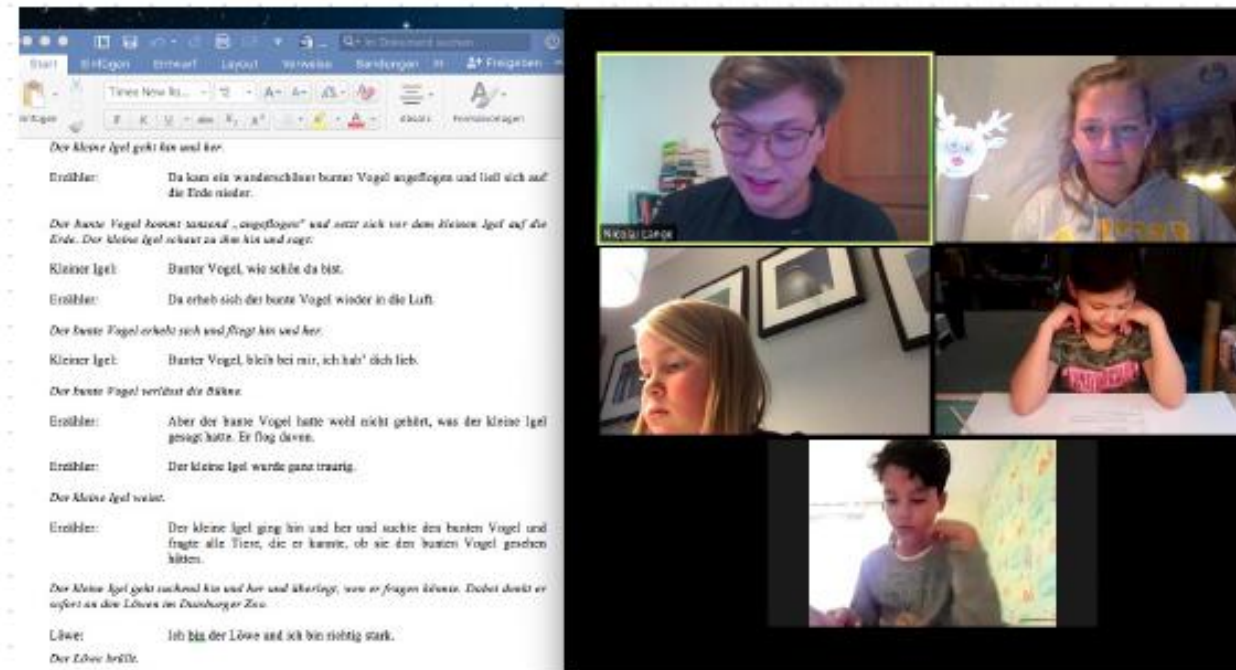 Im Dokument suchen
Start Einfügen Entwurf Layout Verweise Sendungen Freigeben
Times New Ro... 12
Absatz Formatvorlagen
Der kleine Igel geht hin und her.
Erzähler: Da kam ein wunderschöner bunter Vogel angeflogen und ließ sich auf
die Erde nieder.
Der bunte Vogel kommt tanzend „angeflogen" und setzt sich vor dem kleinen Igel auf die
Erde. Der kleine Igel schaut zu ihm hin und sagt:
Kleiner Igel: Bunter Vogel, wie schön du bist.
Erzähler: Da erhob sich der bunte Vogel wieder in die Luft.
Der bunte Vogel erhebt sich und fliegt hin und her.
Kleiner Igel: Bunter Vogel, bleib bei mir, ich hab' dich lieb.
Der bunte Vogel verlässt die Bühne.
Erzähler: Aber der bunte Vogel hatte wohl nicht gehört, was der kleine Igel
gesagt hatte. Er flog davon.
Erzähler: Der kleine Igel wurde ganz traurig.
Der kleine Igel weint.
Erzähler: Der kleine Igel ging hin und her und suchte den bunten Vogel und
fragte alle Tiere, die er kannte, ob sie den bunten Vogel gesehen
hätten.
Der kleine Igel geht suchend hin und her und überlegt, wen er fragen könnte. Dabei denkt er
sofort an den Löwen im Duisburger Zoo.
Löwe: Ich bin der Löwe und ich bin richtig stark.
Der Löwe brüllt.
Nicolai Lange